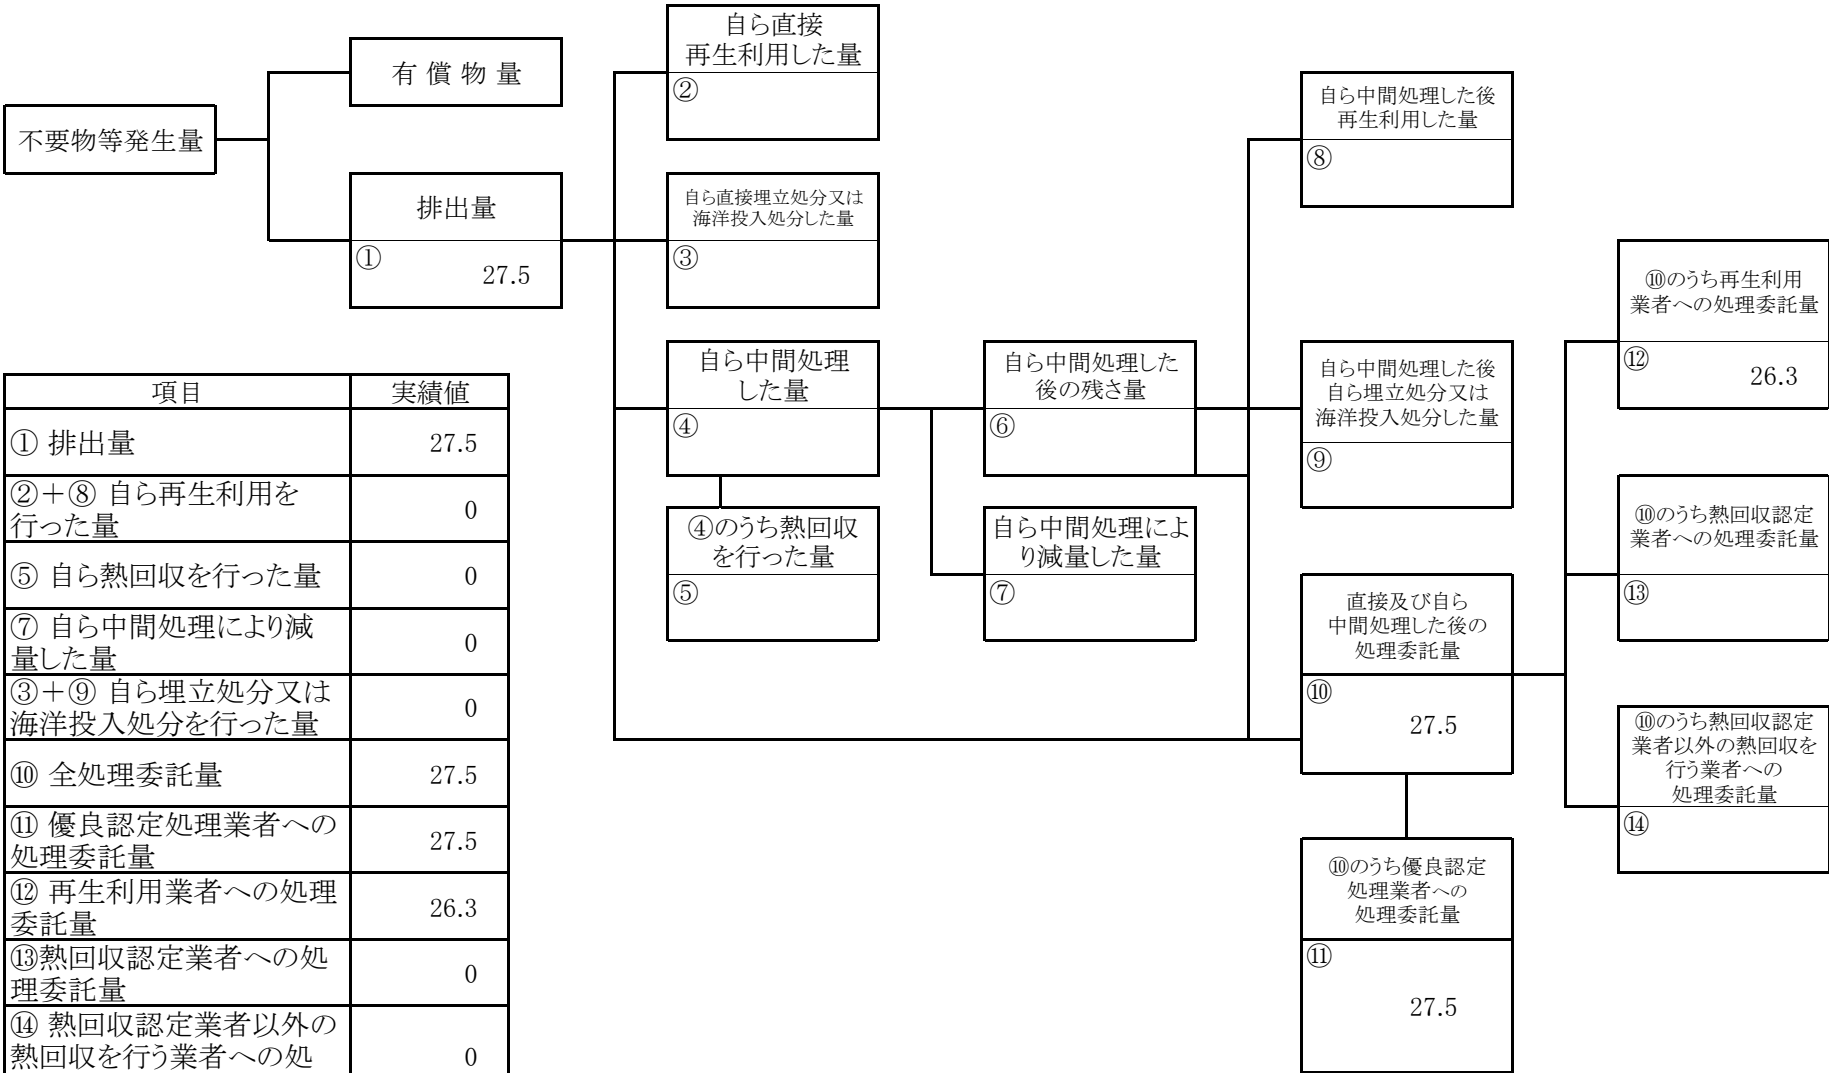 不要物等発生量
有 償 物 量
排出量
①
27.5
自ら直接
再生利用した量
②
自ら直接埋立処分又は
海洋投入処分した量
③
自ら中間処理
した量
④
④のうち熱回収
を行った量
⑤
自ら中間処理した
後の残さ量
⑥
自ら中間処理によ
り減量した量
⑦
自ら中間処理した後
再生利用した量
⑧
自ら中間処理した後
自ら埋立処分又は
海洋投入処分した量
⑨
直接及び自ら
中間処理した後の
処理委託量
⑩
27.5
⑩のうち優良認定
処理業者への
処理委託量
⑪
27.5
⑩のうち再生利用
業者への処理委託量
⑫
26.3
⑩のうち熱回収認定
業者への処理委託量
⑬
⑩のうち熱回収認定
業者以外の熱回収を
行う業者への
処理委託量
⑭
項目 実績値
① 排出量 27.5
②＋⑧ 自ら再生利用を
行った量 0
⑤ 自ら熱回収を行った量 0
⑦ 自ら中間処理により減
量した量 0
③＋⑨ 自ら埋立処分又は
海洋投入処分を行った量 0
⑩ 全処理委託量 27.5
⑪ 優良認定処理業者への
処理委託量 27.5
⑫ 再生利用業者への処理
委託量 26.3
⑬熱回収認定業者への処
理委託量 0
⑭ 熱回収認定業者以外の
熱回収を行う業者への処 0